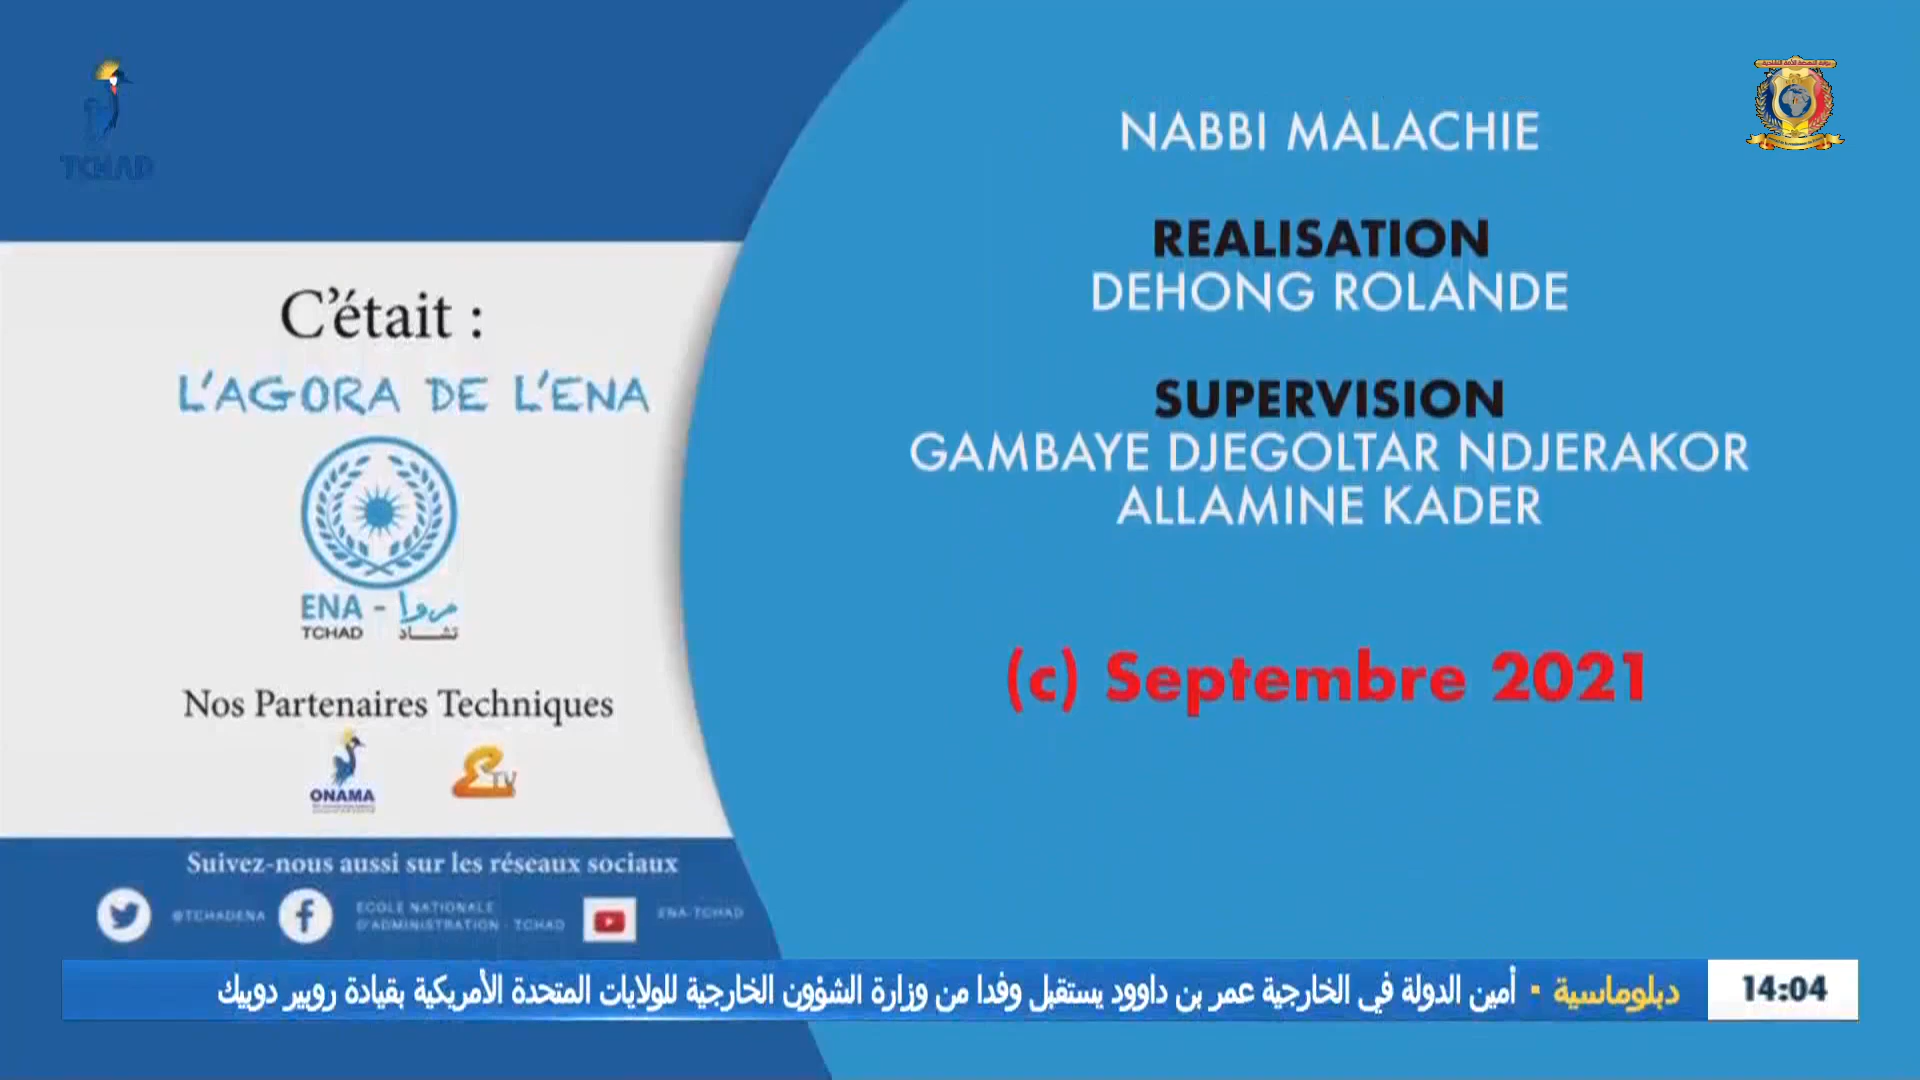 TCHAD
NABBI MALACHIE
REALISATION
DEHONG ROLANDE
SUPERVISION
GAMBAYE DJEGOLTAR NDJERAKOR
ALLAMINE KADER
(c) Septembre 2021
C'était :
L'AGORA DE L'ENA
ENA - مروا
TCHAD تشاد
Nos Partenaires Techniques
ONAMA
TV
Suivez-nous aussi sur les réseaux sociaux
@TCHADENA
ECOLE NATIONALE
D'ADMINISTRATION - TCHAD
ENA-TCHAD
دبلوماسية ▪ أمين الدولة في الخارجية عمر بن داوود يستقبل وفدا من وزارة الشؤون الخارجية للولايات المتحدة الأمريكية بقيادة روبير دوبيك
14:04